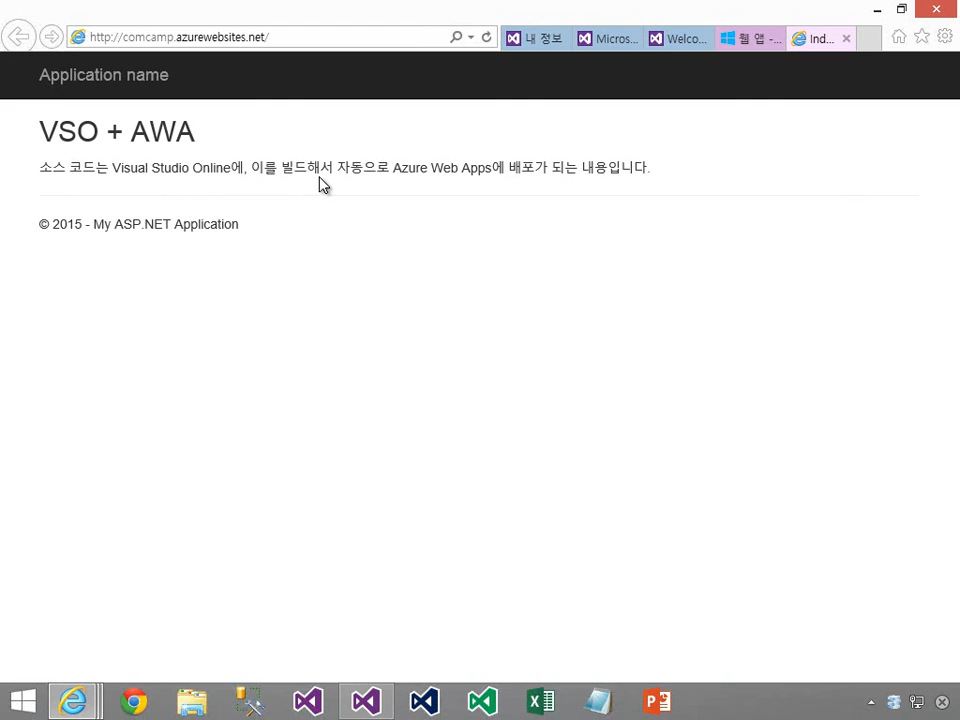 http://comcamp.azurewebsites.net/
내 정보
Micros...
Welco...
웹 앱 -...
Ind...
Application name
VSO + AWA
소스 코드는 Visual Studio Online에, 이를 빌드해서 자동으로 Azure Web Apps에 배포가 되는 내용입니다.
© 2015 - My ASP.NET Application